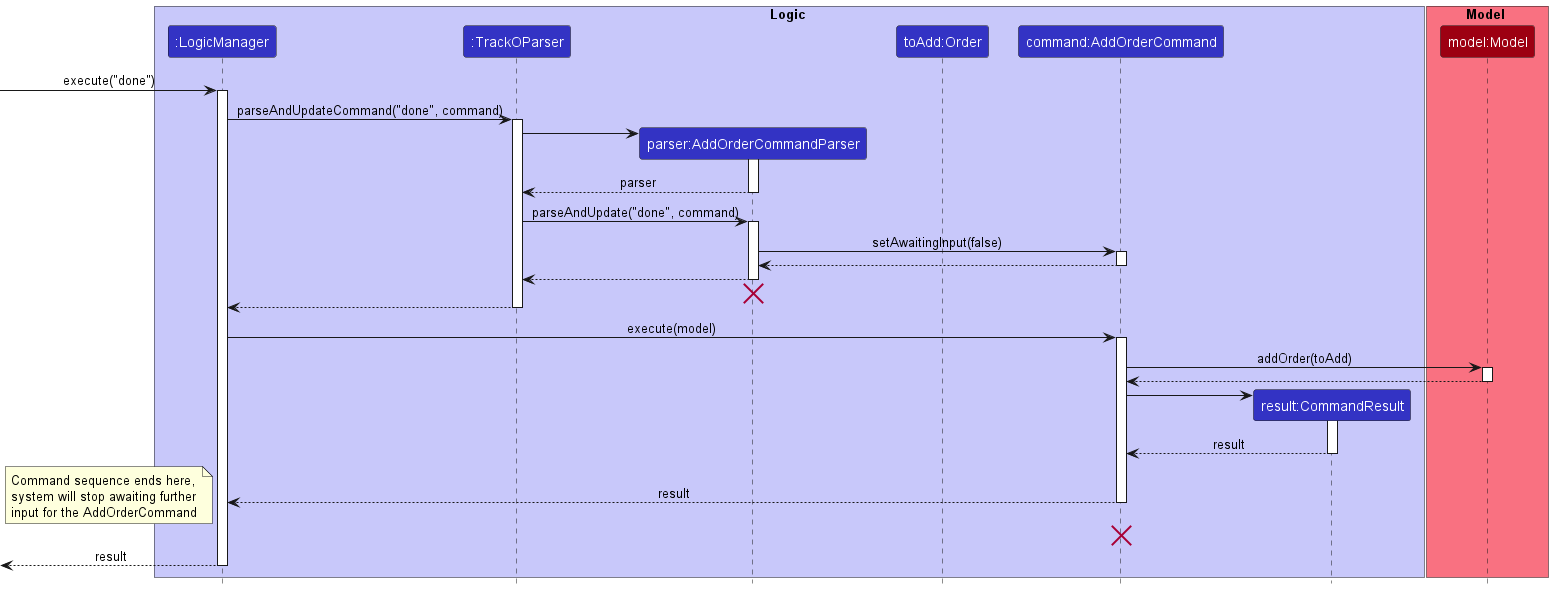 Logic
Model
:LogicManager
:TrackOParser
toAdd:Order
command:AddOrderCommand
model:Model
execute("done")
parseAndUpdateCommand("done", command)
parser:AddOrderCommandParser
parser
parseAndUpdate("done", command)
setAwaitingInput(false)
execute(model)
addOrder(toAdd)
result:CommandResult
result
Command sequence ends here,
system will stop awaiting further
input for the AddOrderCommand
result
result